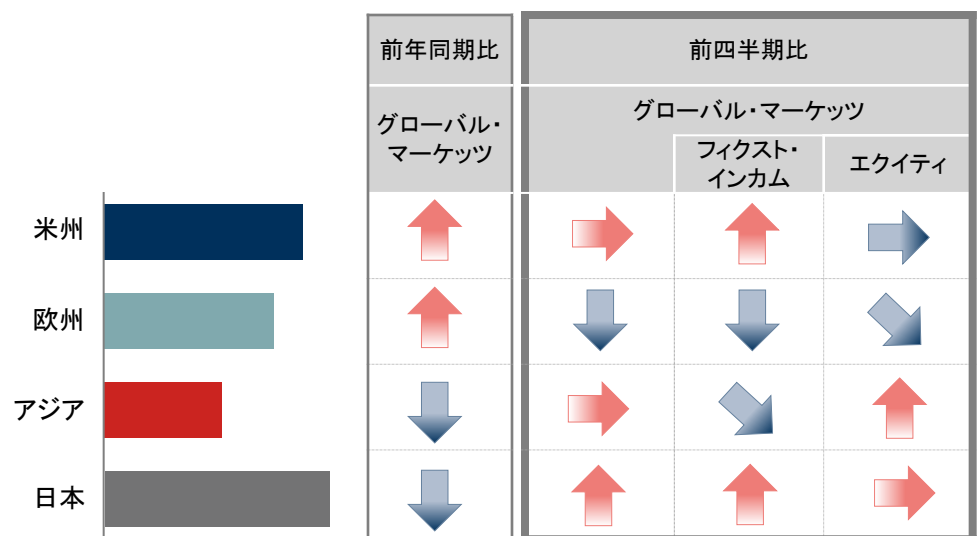 前年同期比
前四半期比
グローバル・
マーケッツ
グローバル・マーケッツ
フィクスト・
インカム
エクイティ
米州
欧州
アジア
日本